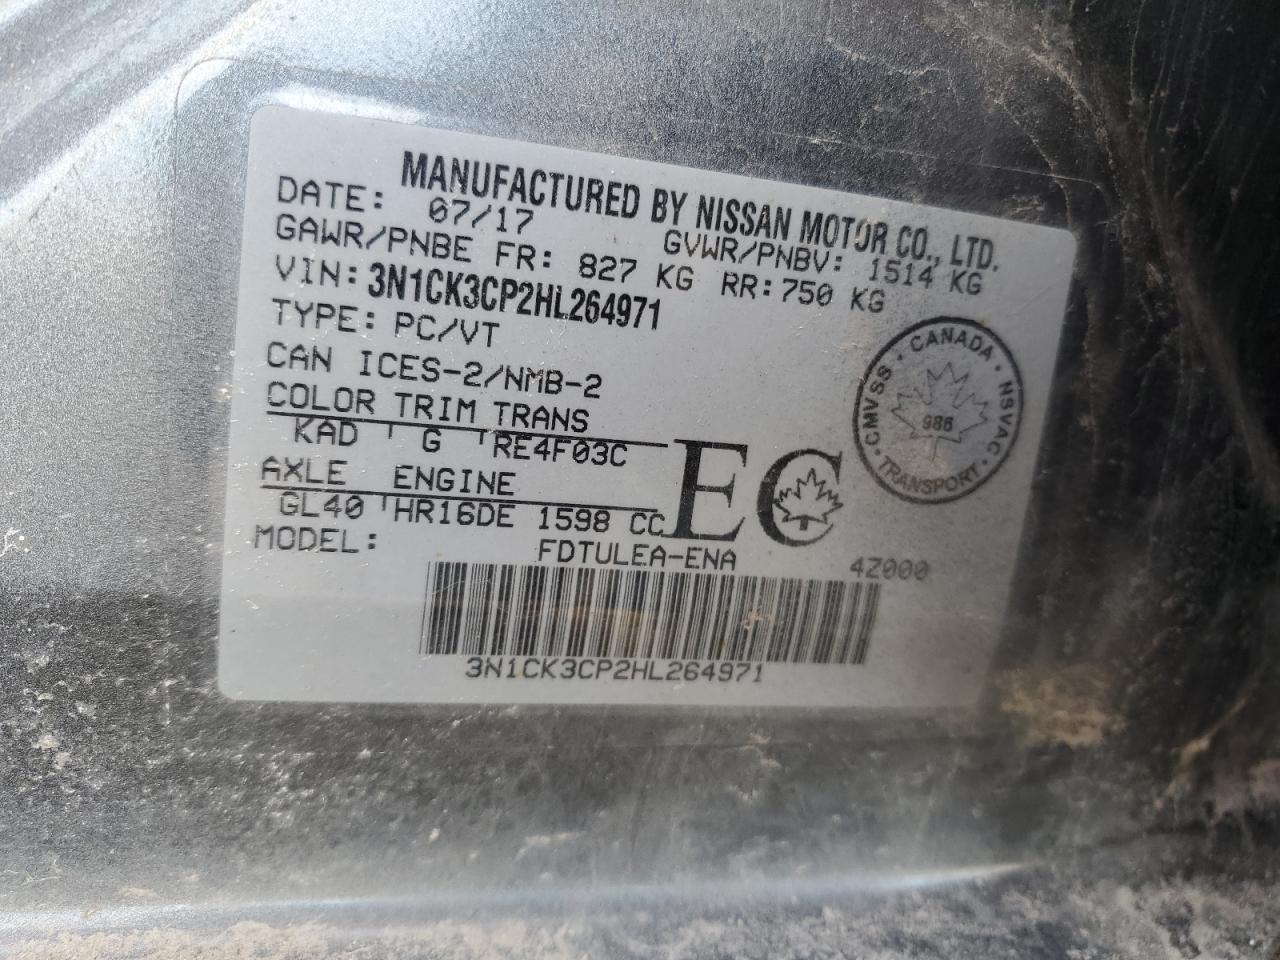 MANUFACTURED BY NISSAN MOTOR CO., LTD.
DATE: 07/17 GVWR/PNBV: 1514 KG
GAWR/PNBE FR: 827 KG RR: 750 KG
VIN: 3N1CK3CP2HL264971
TYPE: PC/VT
CAN ICES-2/NMB-2
COLOR TRIM TRANS
KAD G RE4F03C
AXLE ENGINE
GL40 HR16DE 1598 CC
MODEL: FDTULEA-ENA 4Z000
3N1CK3CP2HL264971
EC
CANADA • NSVAC • TRANSPORT • CMVSS
986